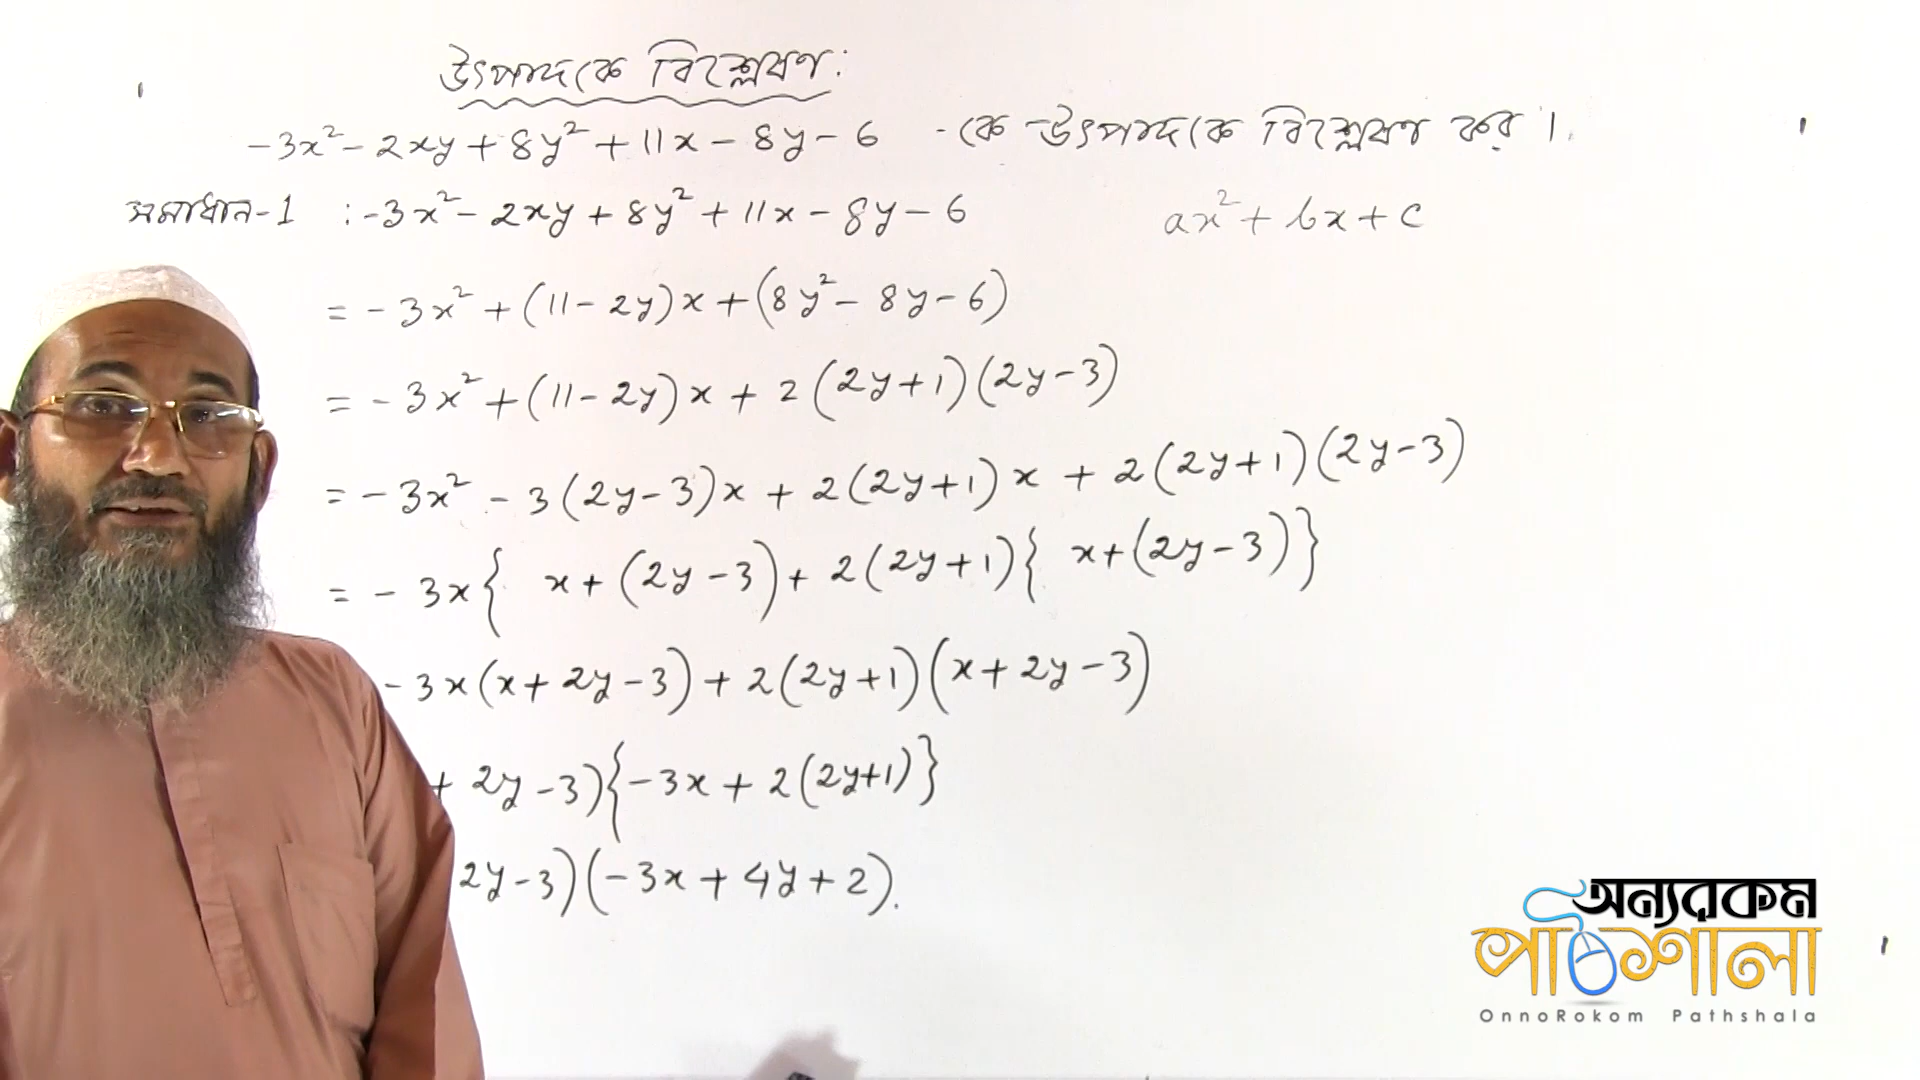 উৎপাদকে বিশ্লেষণ:
-3x² - 2xy + 8y² + 11x - 8y - 6 -কে উৎপাদকে বিশ্লেষণ কর।
সমাধান-1 : -3x² - 2xy + 8y² + 11x - 8y - 6 ax² + bx + c
= -3x² + (11 - 2y)x + (8y² - 8y - 6)
= -3x² + (11 - 2y)x + 2(2y+1)(2y-3)
= -3x² - 3(2y-3)x + 2(2y+1)x + 2(2y+1)(2y-3)
= -3x{ x + (2y-3) + 2(2y+1){ x + (2y-3)}
-3x(x + 2y - 3) + 2(2y+1)(x + 2y - 3)
+ 2y - 3){-3x + 2(2y+1)}
2y - 3)(-3x + 4y + 2).
অন্যরকম
পাঠশালা
OnnoRokom Pathshala